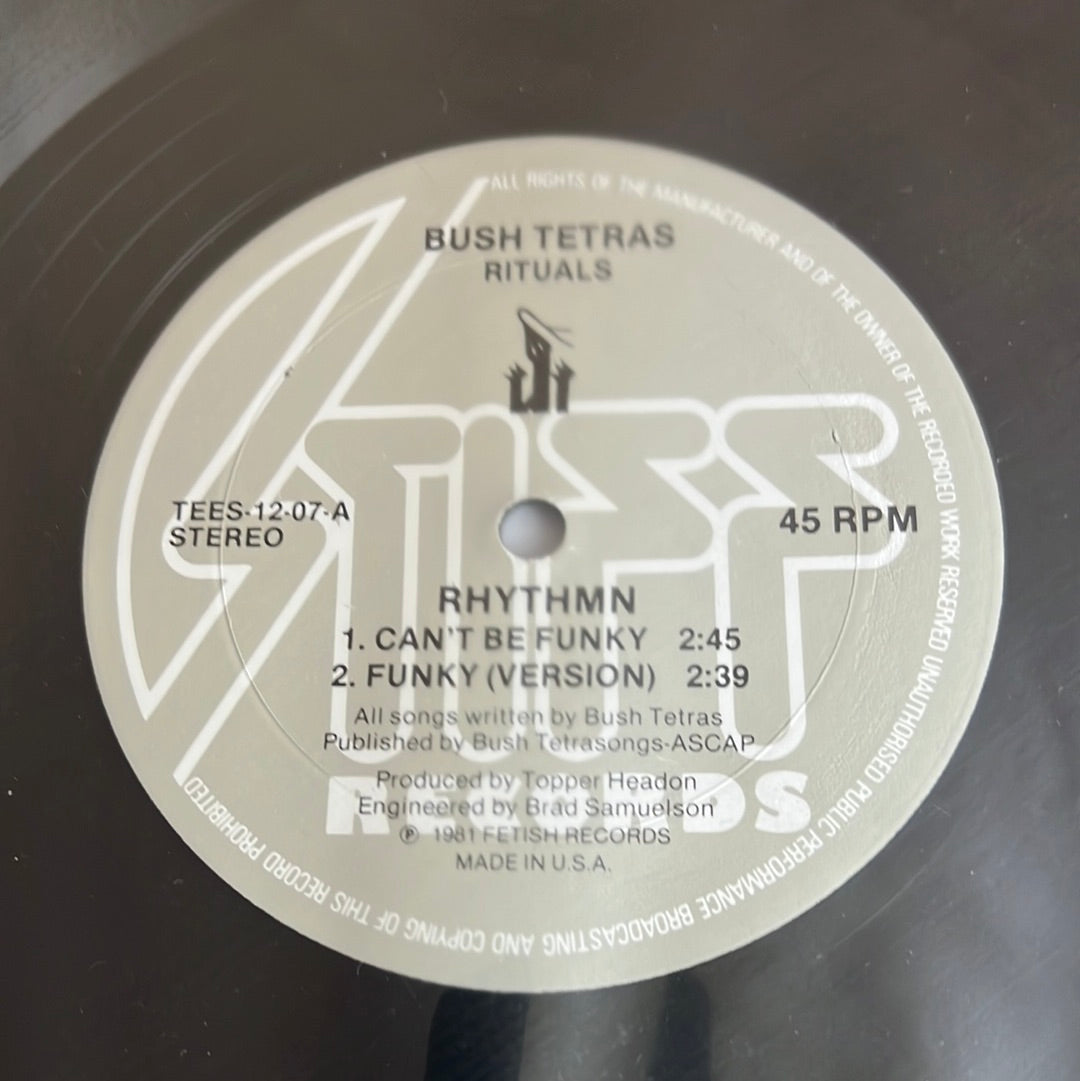 ALL RIGHTS OF THE MANUFACTURER AND OF THE OWNER OF THE RECORDED WORK RESERVED UNAUTHORISED PUBLIC PERFORMANCE BROADCASTING AND COPYING OF THIS RECORD PROHIBITED
BUSH TETRAS
RITUALS
STIFF
TEES-12-07-A
STEREO
45 RPM
RHYTHMN
1. CAN'T BE FUNKY 2:45
2. FUNKY (VERSION) 2:39
All songs written by Bush Tetras
Published by Bush Tetrasongs-ASCAP
RECORDS
Produced by Topper Headon
Engineered by Brad Samuelson
℗ 1981 FETISH RECORDS
MADE IN U.S.A.